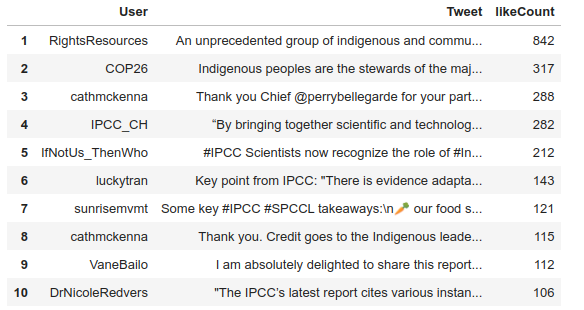 User Tweet likeCount
1 RightsResources An unprecedented group of indigenous and commu... 842
2 COP26 Indigenous peoples are the stewards of the maj... 317
3 cathmckenna Thank you Chief @perrybellegarde for your part... 288
4 IPCC_CH “By bringing together scientific and technolog... 282
5 IfNotUs_ThenWho #IPCC Scientists now recognize the role of #In... 212
6 luckytran Key point from IPCC: "There is evidence adapta... 143
7 sunrisemvmt Some key #IPCC #SPCCL takeaways:\n🥕 our food s... 121
8 cathmckenna Thank you. Credit goes to the Indigenous leade... 115
9 VaneBailo I am absolutely delighted to share this report... 112
10 DrNicoleRedvers "The IPCC’s latest report cites various instan... 106